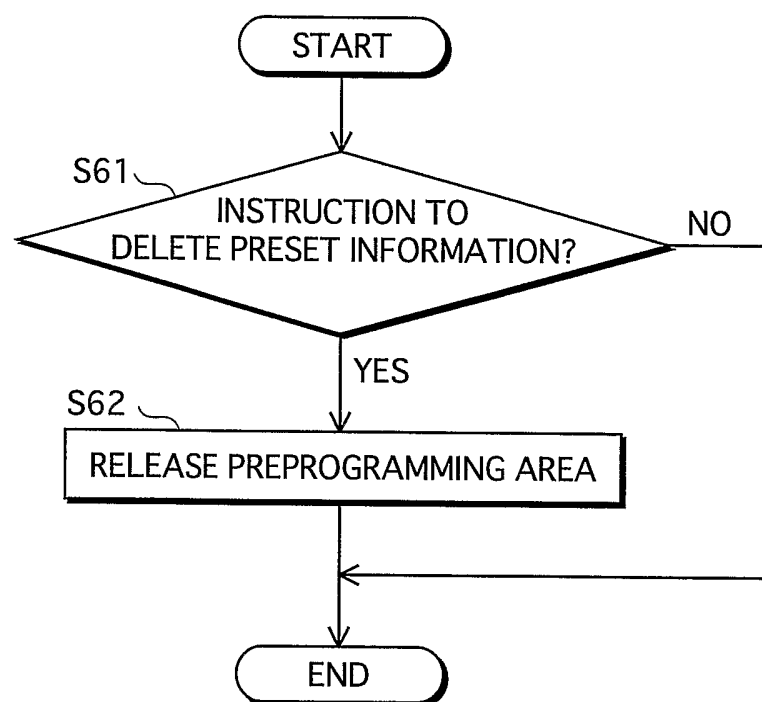 START
S61
INSTRUCTION TO
DELETE PRESET INFORMATION?
NO
YES
S62
RELEASE PREPROGRAMMING AREA
END